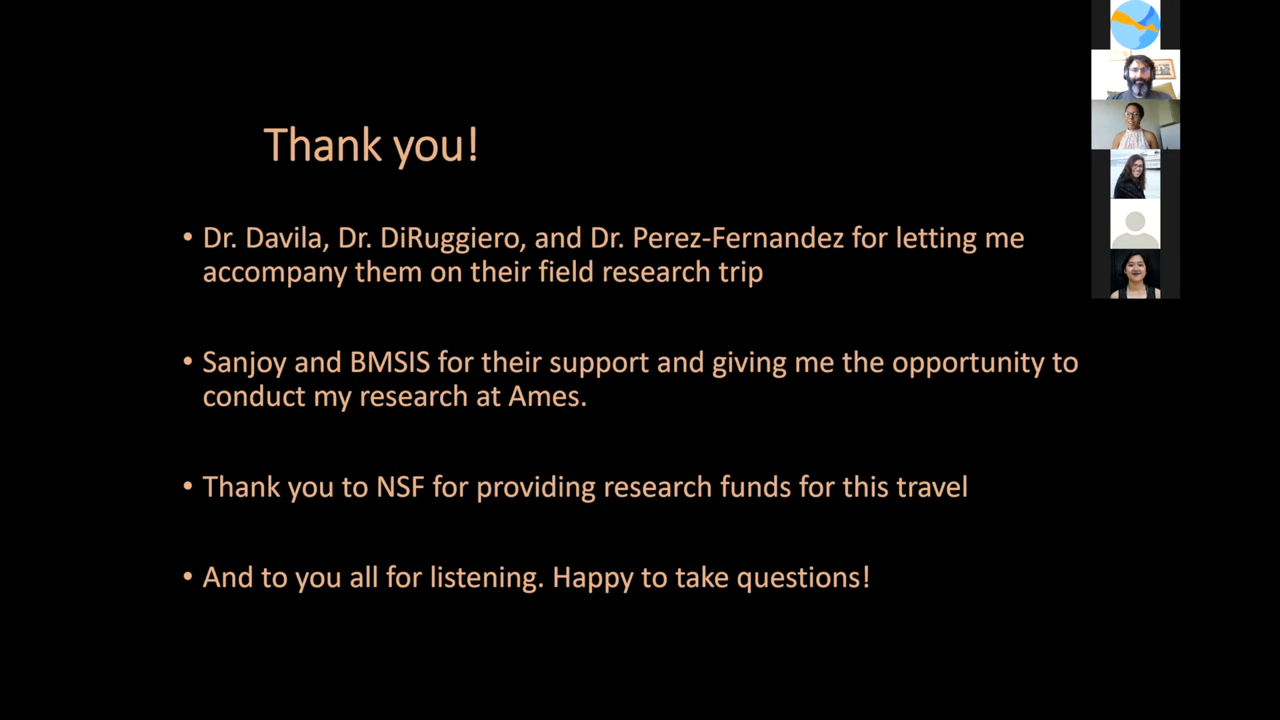 Thank you!
• Dr. Davila, Dr. DiRuggiero, and Dr. Perez-Fernandez for letting me
accompany them on their field research trip
• Sanjoy and BMSIS for their support and giving me the opportunity to
conduct my research at Ames.
• Thank you to NSF for providing research funds for this travel
• And to you all for listening. Happy to take questions!